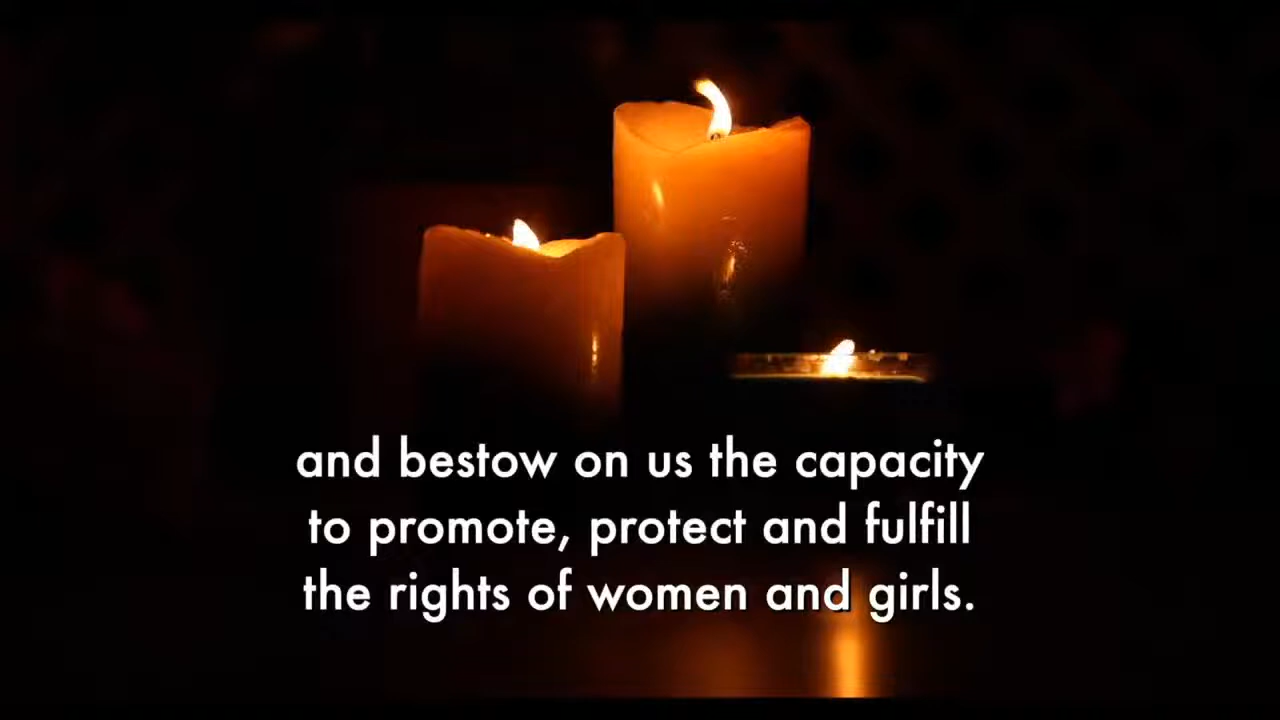 and bestow on us the capacity
to promote, protect and fulfill
the rights of women and girls.